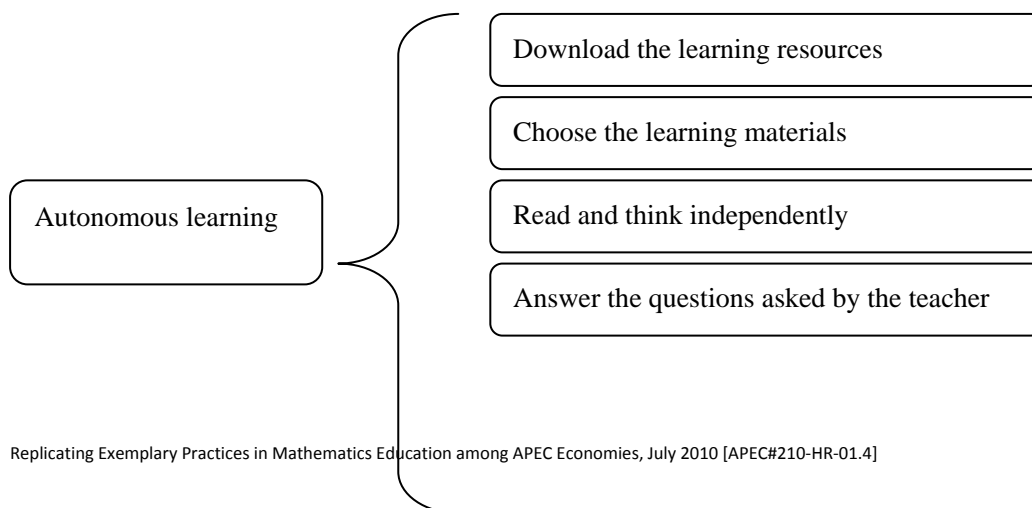 Download the learning resources
Choose the learning materials
Autonomous learning
Read and think independently
Answer the questions asked by the teacher
Replicating Exemplary Practices in Mathematics Education among APEC Economies, July 2010 [APEC#210-HR-01.4]